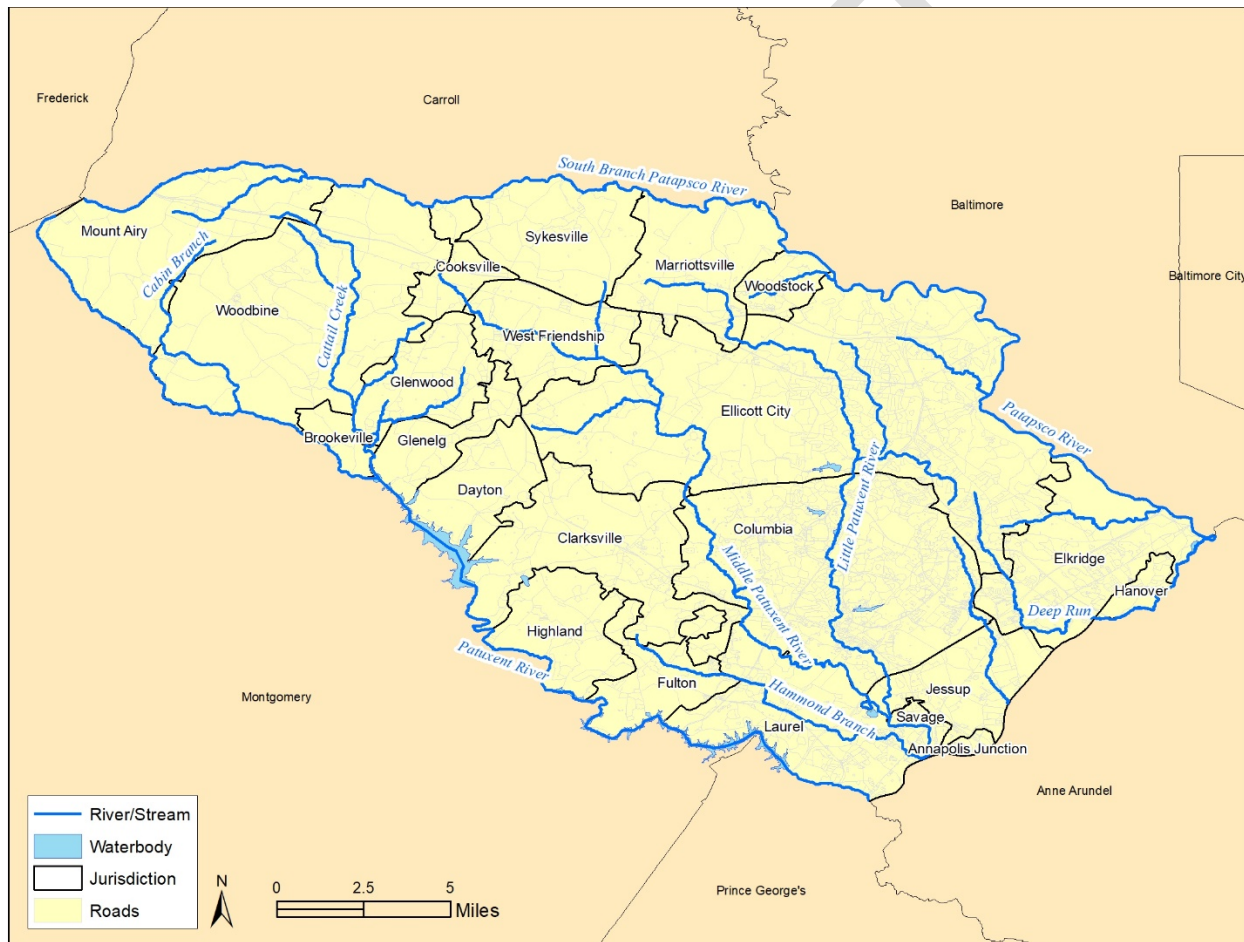 Frederick
Carroll
South Branch Patapsco River
Baltimore
Mount Airy
Sykesville
Baltimore City
Cabin Branch
Cooksville
Marriottsville
Woodstock
Woodbine
Cattail Creek
West Friendship
Glenwood
Ellicott City
Patapsco River
Brookeville
Glenelg
Dayton
Little Patuxent River
Columbia
Clarksville
Elkridge
Hanover
Middle Patuxent River
Deep Run
Highland
Patuxent River
Fulton
Hammond Branch
Jessup
Montgomery
Savage
Laurel
Annapolis Junction
Anne Arundel
River/Stream
Waterbody
Jurisdiction
Roads
N
0 2.5 5
Miles
Prince George's